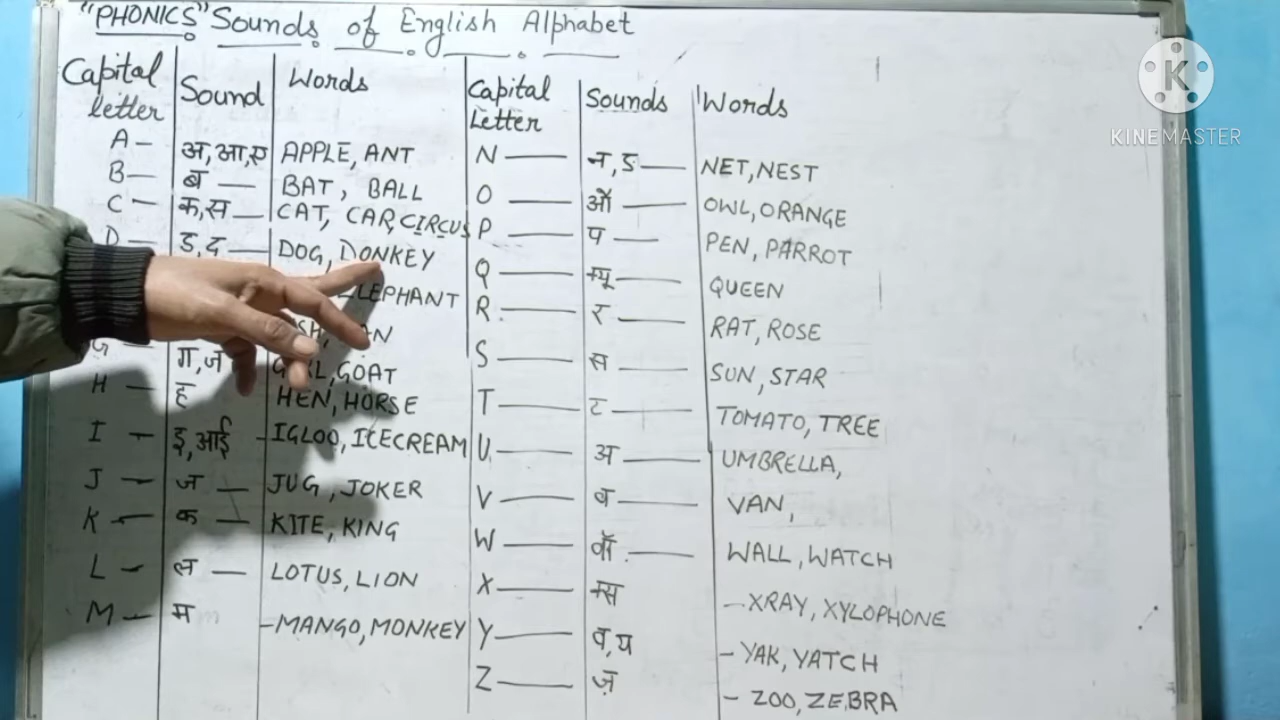 "PHONICS" Sounds of English Alphabet
Capital letter Sound Words
A - अ,आ,ए APPLE, ANT
B - ब - BAT, BALL
C - क,स - CAT, CAR, CIRCUS
D - ड,द - DOG, DONKEY
ELEPHANT
G ग,ज GOAT
H - ह HEN, HORSE
I - इ,आई - IGLOO, ICECREAM
J - ज - JUG, JOKER
K - क - KITE, KING
L - ल - LOTUS, LION
M - म - MANGO, MONKEY
Capital Letter Sounds Words
N - न,ड - NET, NEST
O - ऑ - OWL, ORANGE
P - प - PEN, PARROT
Q - क्यू - QUEEN
R - र - RAT, ROSE
S - स - SUN, STAR
T - ट - TOMATO, TREE
U - अ - UMBRELLA,
V - व - VAN,
W - वॉ - WALL, WATCH
X - क्स - XRAY, XYLOPHONE
Y - व,य - YAK, YATCH
Z - ज़ - ZOO, ZEBRA
K
KINEMASTER